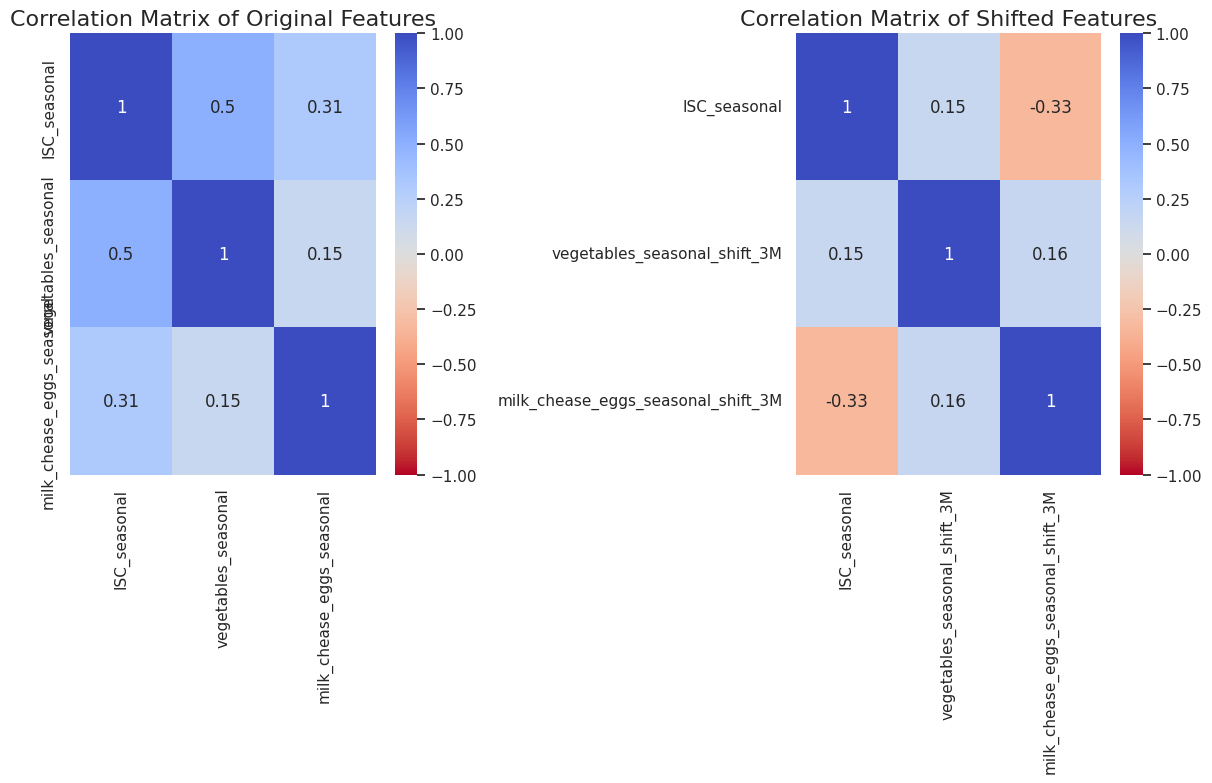 Correlation Matrix of Original Features
ISC_seasonal
vegetables_seasonal
milk_chease_eggs_seasonal
1
0.5
0.31
0.5
1
0.15
0.31
0.15
1
ISC_seasonal
vegetables_seasonal
milk_chease_eggs_seasonal
1.00
0.75
0.50
0.25
0.00
−0.25
−0.50
−0.75
−1.00
Correlation Matrix of Shifted Features
ISC_seasonal
vegetables_seasonal_shift_3M
milk_chease_eggs_seasonal_shift_3M
1
0.15
-0.33
0.15
1
0.16
-0.33
0.16
1
ISC_seasonal
vegetables_seasonal_shift_3M
milk_chease_eggs_seasonal_shift_3M
1.00
0.75
0.50
0.25
0.00
−0.25
−0.50
−0.75
−1.00